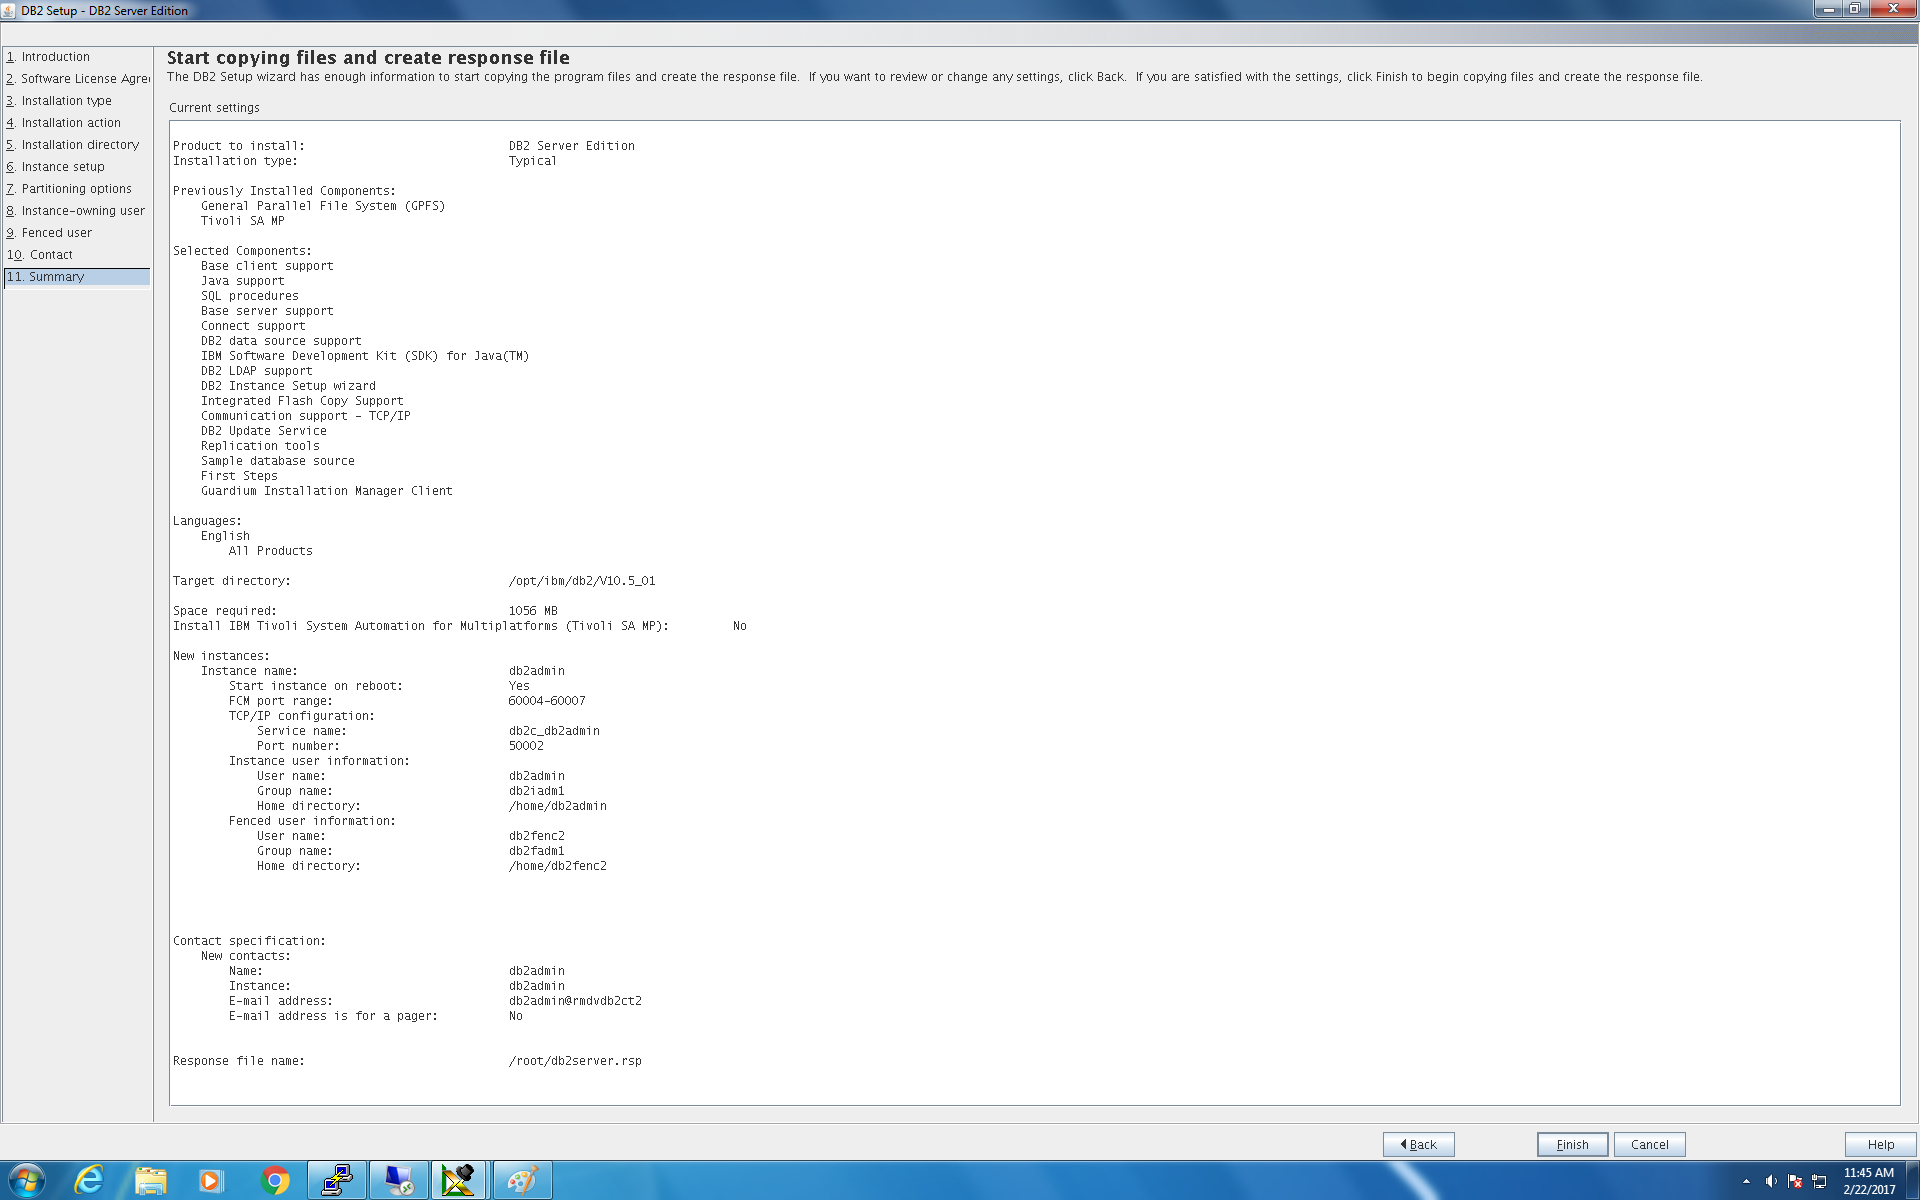 DB2 Setup - DB2 Server Edition
1. Introduction
2. Software License Agre
3. Installation type
4. Installation action
5. Installation directory
6. Instance setup
7. Partitioning options
8. Instance-owning user
9. Fenced user
10. Contact
11. Summary
Start copying files and create response file
The DB2 Setup wizard has enough information to start copying the program files and create the response file. If you want to review or change any settings, click Back. If you are satisfied with the settings, click Finish to begin copying files and create the response file.
Current settings
Product to install: DB2 Server Edition
Installation type: Typical
Previously Installed Components:
General Parallel File System (GPFS)
Tivoli SA MP
Selected Components:
Base client support
Java support
SQL procedures
Base server support
Connect support
DB2 data source support
IBM Software Development Kit (SDK) for Java(TM)
DB2 LDAP support
DB2 Instance Setup wizard
Integrated Flash Copy Support
Communication support - TCP/IP
DB2 Update Service
Replication tools
Sample database source
First Steps
Guardium Installation Manager Client
Languages:
English
All Products
Target directory: /opt/ibm/db2/V10.5_01
Space required: 1056 MB
Install IBM Tivoli System Automation for Multiplatforms (Tivoli SA MP): No
New instances:
Instance name: db2admin
Start instance on reboot: Yes
FCM port range: 60004-60007
TCP/IP configuration:
Service name: db2c_db2admin
Port number: 50002
Instance user information:
User name: db2admin
Group name: db2iadm1
Home directory: /home/db2admin
Fenced user information:
User name: db2fenc2
Group name: db2fadm1
Home directory: /home/db2fenc2
Contact specification:
New contacts:
Name: db2admin
Instance: db2admin
E-mail address: db2admin@rmdvdb2ct2
E-mail address is for a pager: No
Response file name: /root/db2server.rsp
Back Finish Cancel Help
11:45 AM
2/22/2017